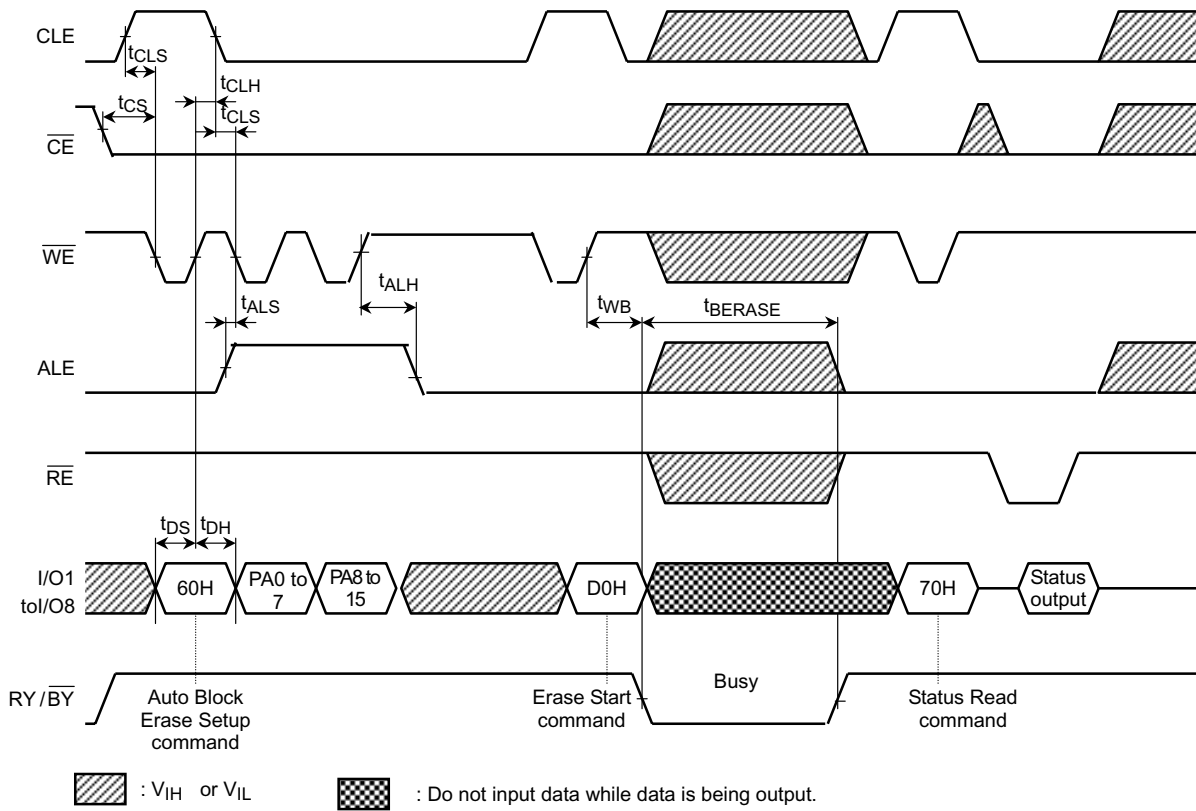 CLE
tCLS
tCLH
tCS
tCLS
CE
WE
tALS
tALH
tWB
tBERASE
ALE
RE
tDS
tDH
I/O1
toI/O8
60H
PA0 to
7
PA8 to
15
D0H
70H
Status
output
RY/BY
Busy
Auto Block
Erase Setup
command
Erase Start
command
Status Read
command
: VIH or VIL
: Do not input data while data is being output.